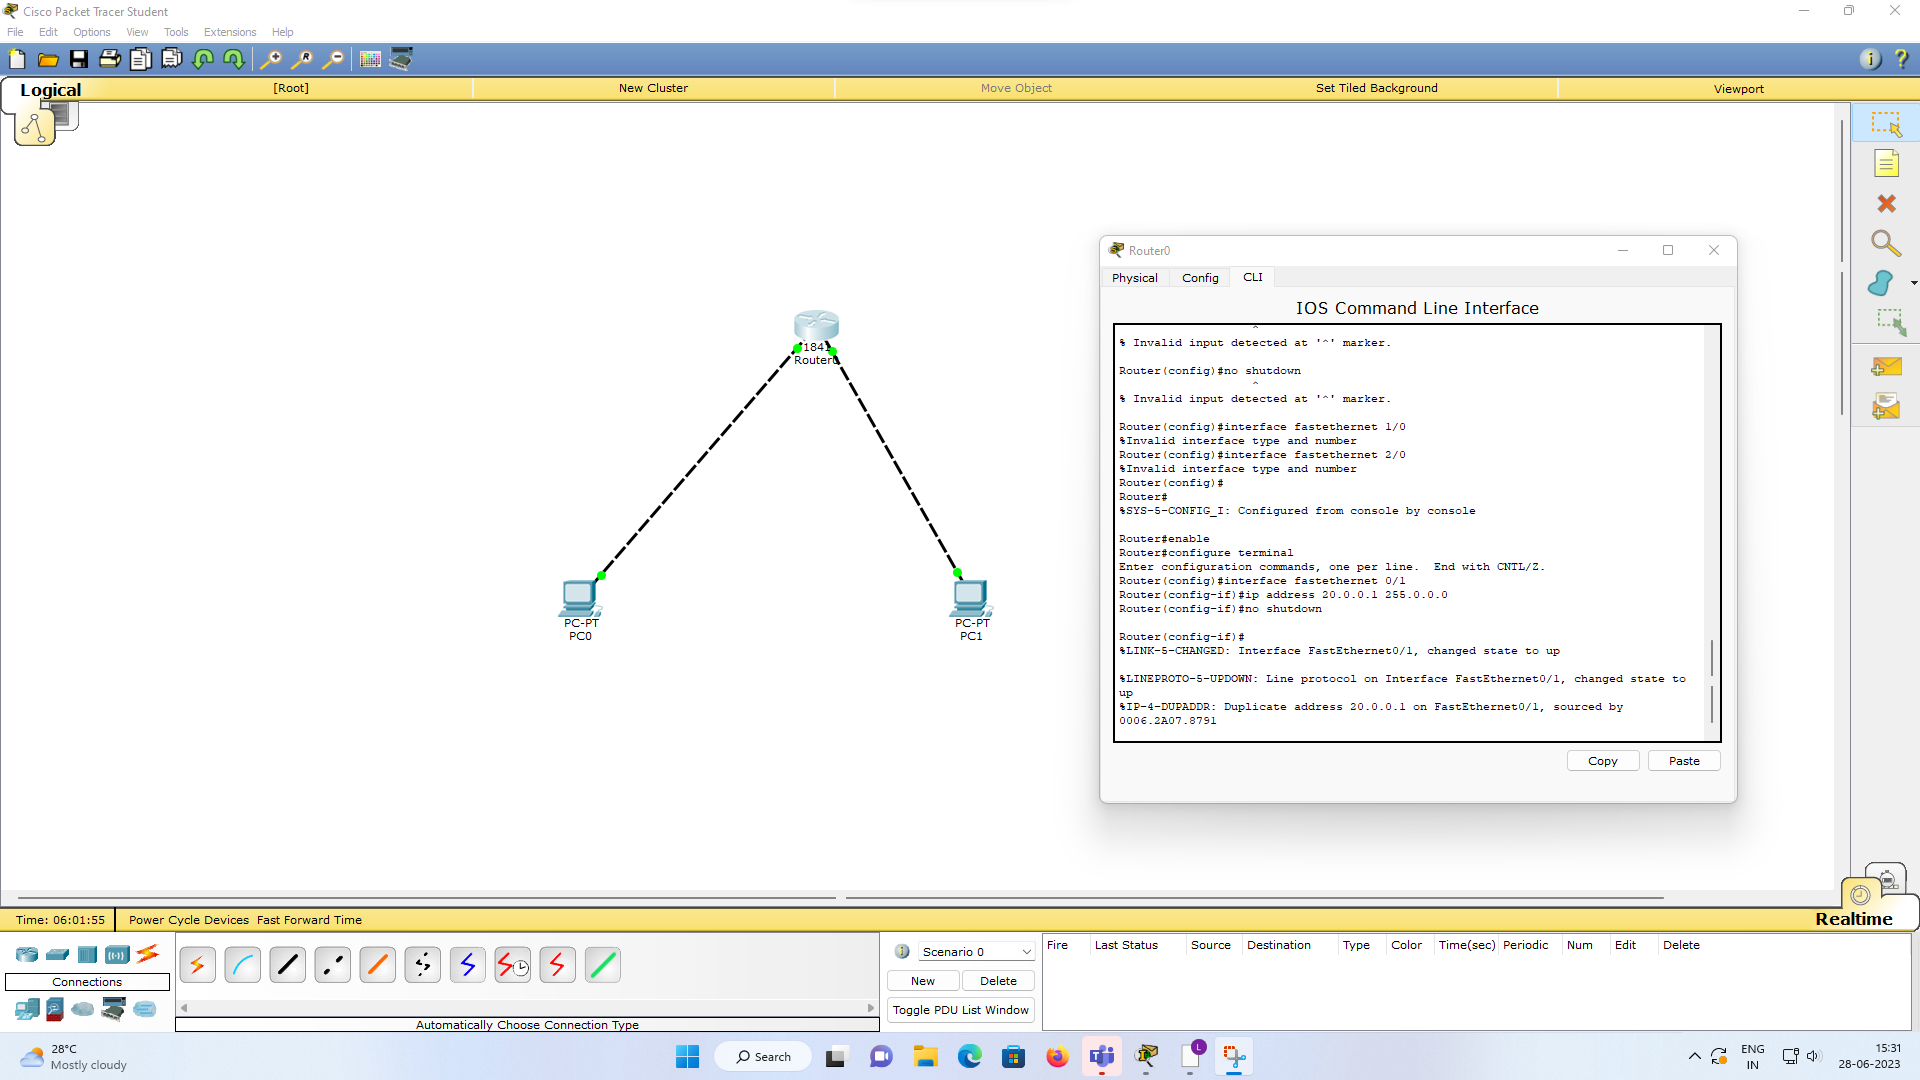 Cisco Packet Tracer Student
File Edit Options View Tools Extensions Help
Logical [Root] New Cluster Move Object Set Tiled Background Viewport
1841
Router0
PC-PT
PC0
PC-PT
PC1
Router0
Physical Config CLI
IOS Command Line Interface
^
% Invalid input detected at '^' marker.
Router(config)#no shutdown
^
% Invalid input detected at '^' marker.
Router(config)#interface fastethernet 1/0
%Invalid interface type and number
Router(config)#interface fastethernet 2/0
%Invalid interface type and number
Router(config)#
Router#
%SYS-5-CONFIG_I: Configured from console by console
Router#enable
Router#configure terminal
Enter configuration commands, one per line.  End with CNTL/Z.
Router(config)#interface fastethernet 0/1
Router(config-if)#ip address 20.0.0.1 255.0.0.0
Router(config-if)#no shutdown
Router(config-if)#
%LINK-5-CHANGED: Interface FastEthernet0/1, changed state to up
%LINEPROTO-5-UPDOWN: Line protocol on Interface FastEthernet0/1, changed state to
up
%IP-4-DUPADDR: Duplicate address 20.0.0.1 on FastEthernet0/1, sourced by
0006.2A07.8791
Copy Paste
Time: 06:01:55 Power Cycle Devices Fast Forward Time Realtime
Connections
Automatically Choose Connection Type
Scenario 0
New Delete
Toggle PDU List Window
Fire Last Status Source Destination Type Color Time(sec) Periodic Num Edit Delete
28°C
Mostly cloudy
Search
L
ENG
IN
15:31
28-06-2023